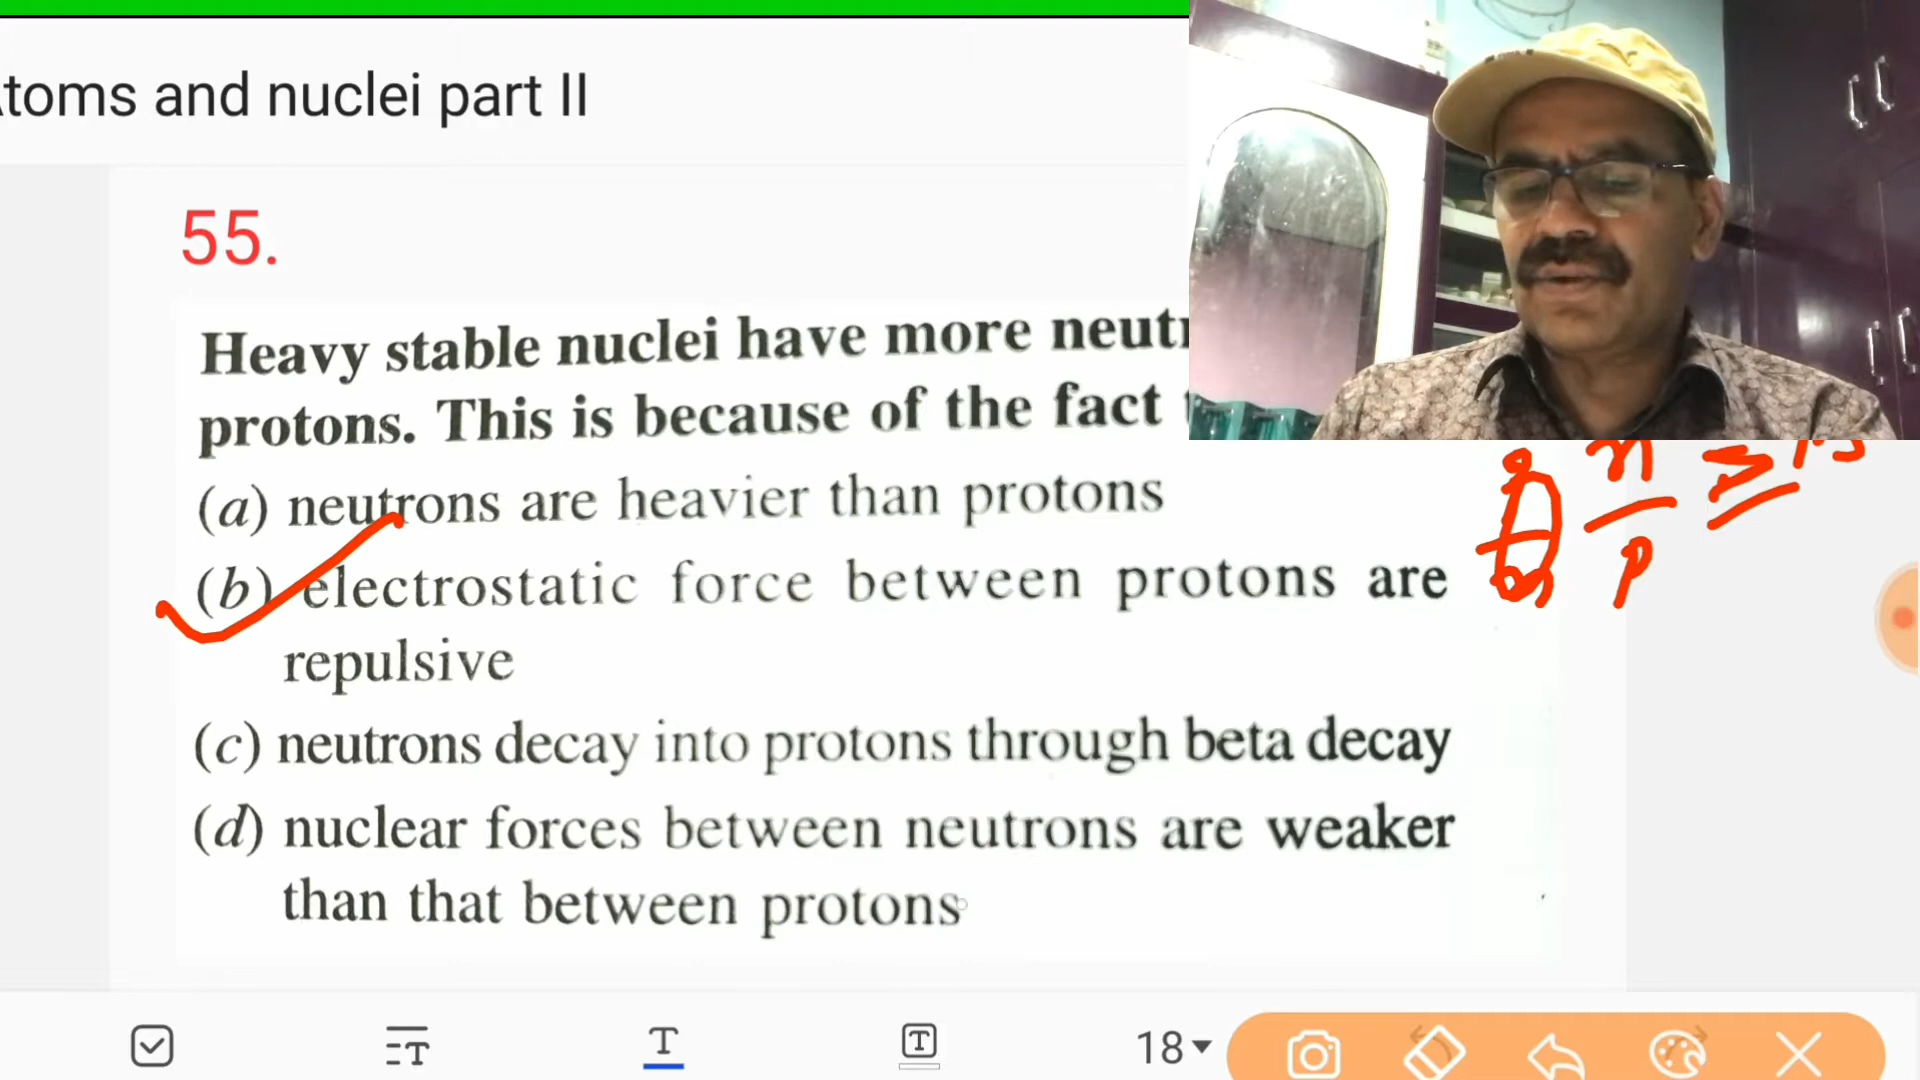 toms and nuclei part II
55.
Heavy stable nuclei have more neutr
protons. This is because of the fact
(a) neutrons are heavier than protons
(b) electrostatic force between protons are
repulsive
(c) neutrons decay into protons through beta decay
(d) nuclear forces between neutrons are weaker
than that between protons
n
p
T
T
T
18